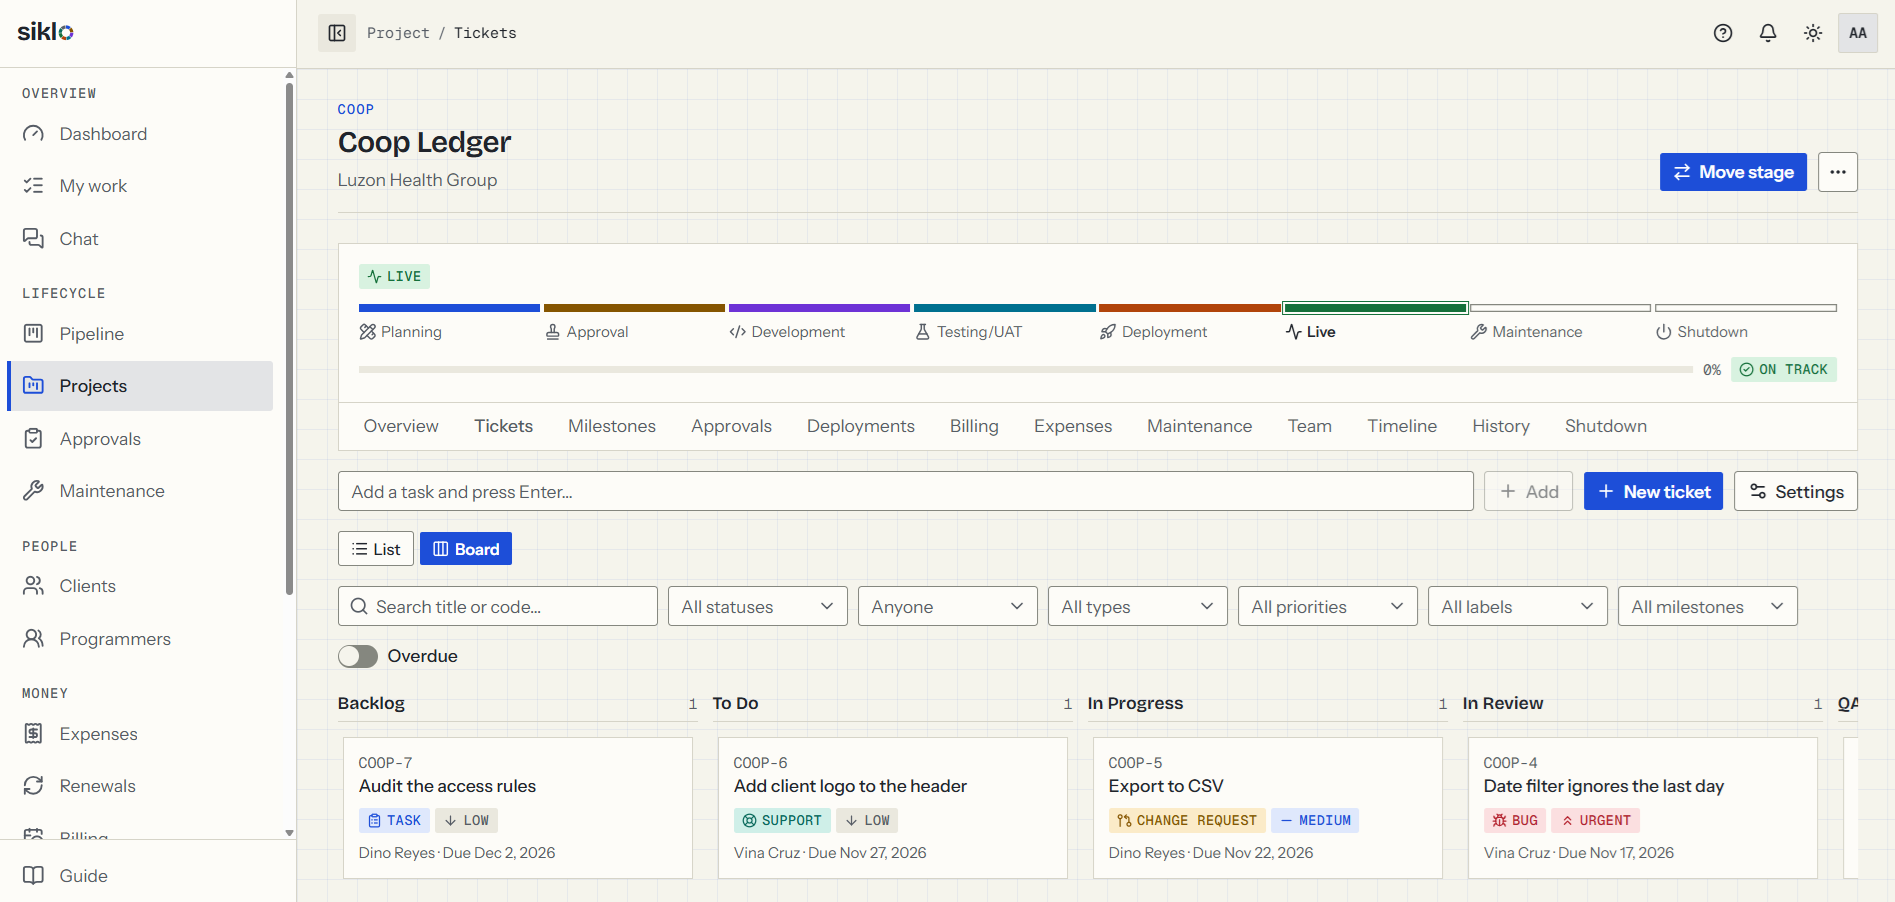 siklo
Project / Tickets
AA
OVERVIEW
Dashboard
My work
Chat
LIFECYCLE
Pipeline
Projects
Approvals
Maintenance
PEOPLE
Clients
Programmers
MONEY
Expenses
Renewals
Billing
Guide
COOP
Coop Ledger
Luzon Health Group
Move stage
LIVE
Planning Approval Development Testing/UAT Deployment Live Maintenance Shutdown
0% ON TRACK
Overview Tickets Milestones Approvals Deployments Billing Expenses Maintenance Team Timeline History Shutdown
Add a task and press Enter... Add New ticket Settings
List Board
Search title or code... All statuses Anyone All types All priorities All labels All milestones
Overdue
Backlog 1 To Do 1 In Progress 1 In Review 1 QA
COOP-7
Audit the access rules
TASK LOW
Dino Reyes · Due Dec 2, 2026
COOP-6
Add client logo to the header
SUPPORT LOW
Vina Cruz · Due Nov 27, 2026
COOP-5
Export to CSV
CHANGE REQUEST MEDIUM
Dino Reyes · Due Nov 22, 2026
COOP-4
Date filter ignores the last day
BUG URGENT
Vina Cruz · Due Nov 17, 2026